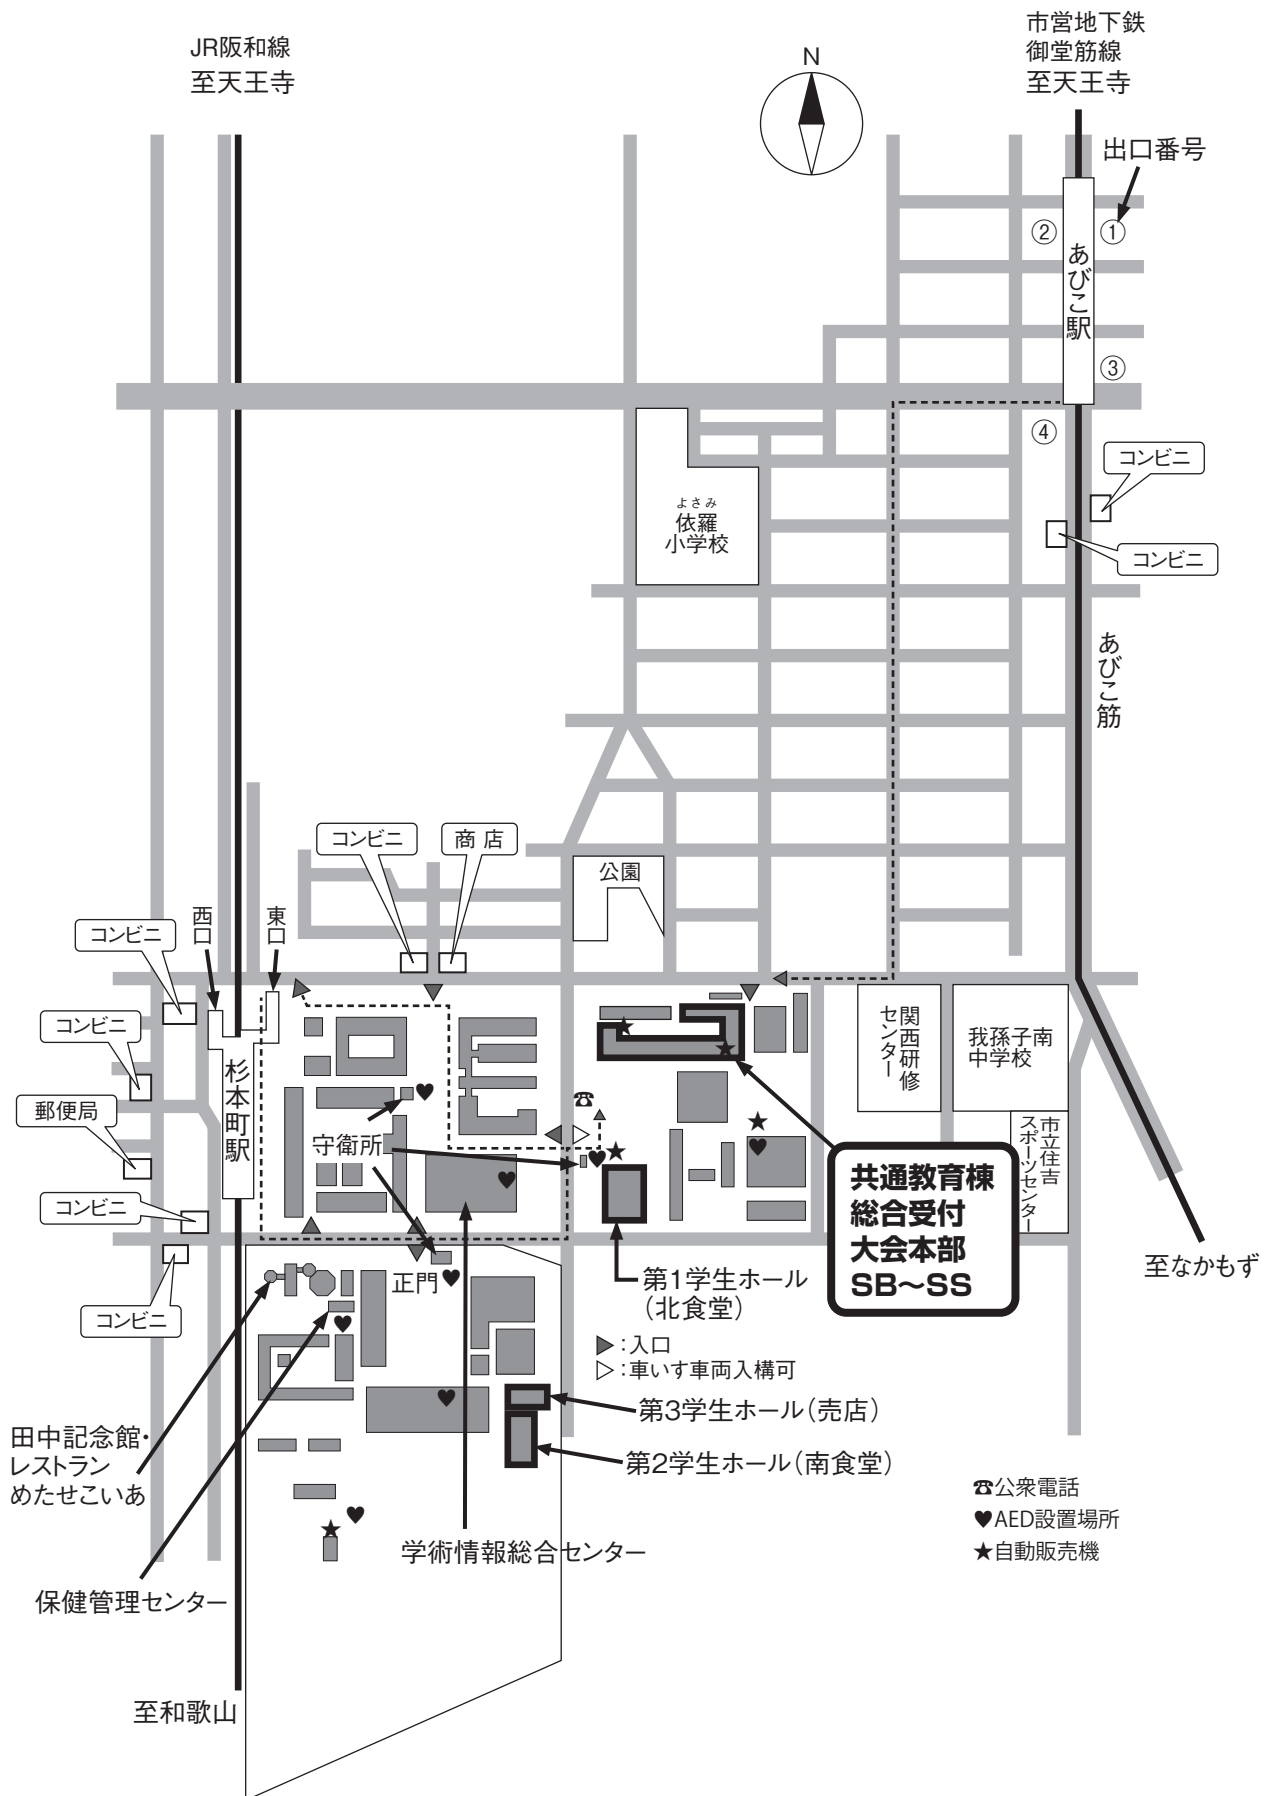 JR阪和線
至天王寺
N
市営地下鉄
御堂筋線
至天王寺
出口番号
②
①
あびこ駅
③
④
コンビニ
コンビニ
よさみ
依羅
小学校
あびこ筋
コンビニ
商店
公園
西口
東口
コンビニ
コンビニ
郵便局
コンビニ
コンビニ
杉本町駅
守衛所
関西研修
センター
我孫子南
中学校
市立住吉
スポーツセンター
共通教育棟
総合受付
大会本部
SB〜SS
至なかもず
正門
第1学生ホール
（北食堂）
▶：入口
▷：車いす車両入構可
第3学生ホール（売店）
第2学生ホール（南食堂）
田中記念館・
レストラン
めたせこいあ
☎公衆電話
♥AED設置場所
★自動販売機
学術情報総合センター
保健管理センター
至和歌山